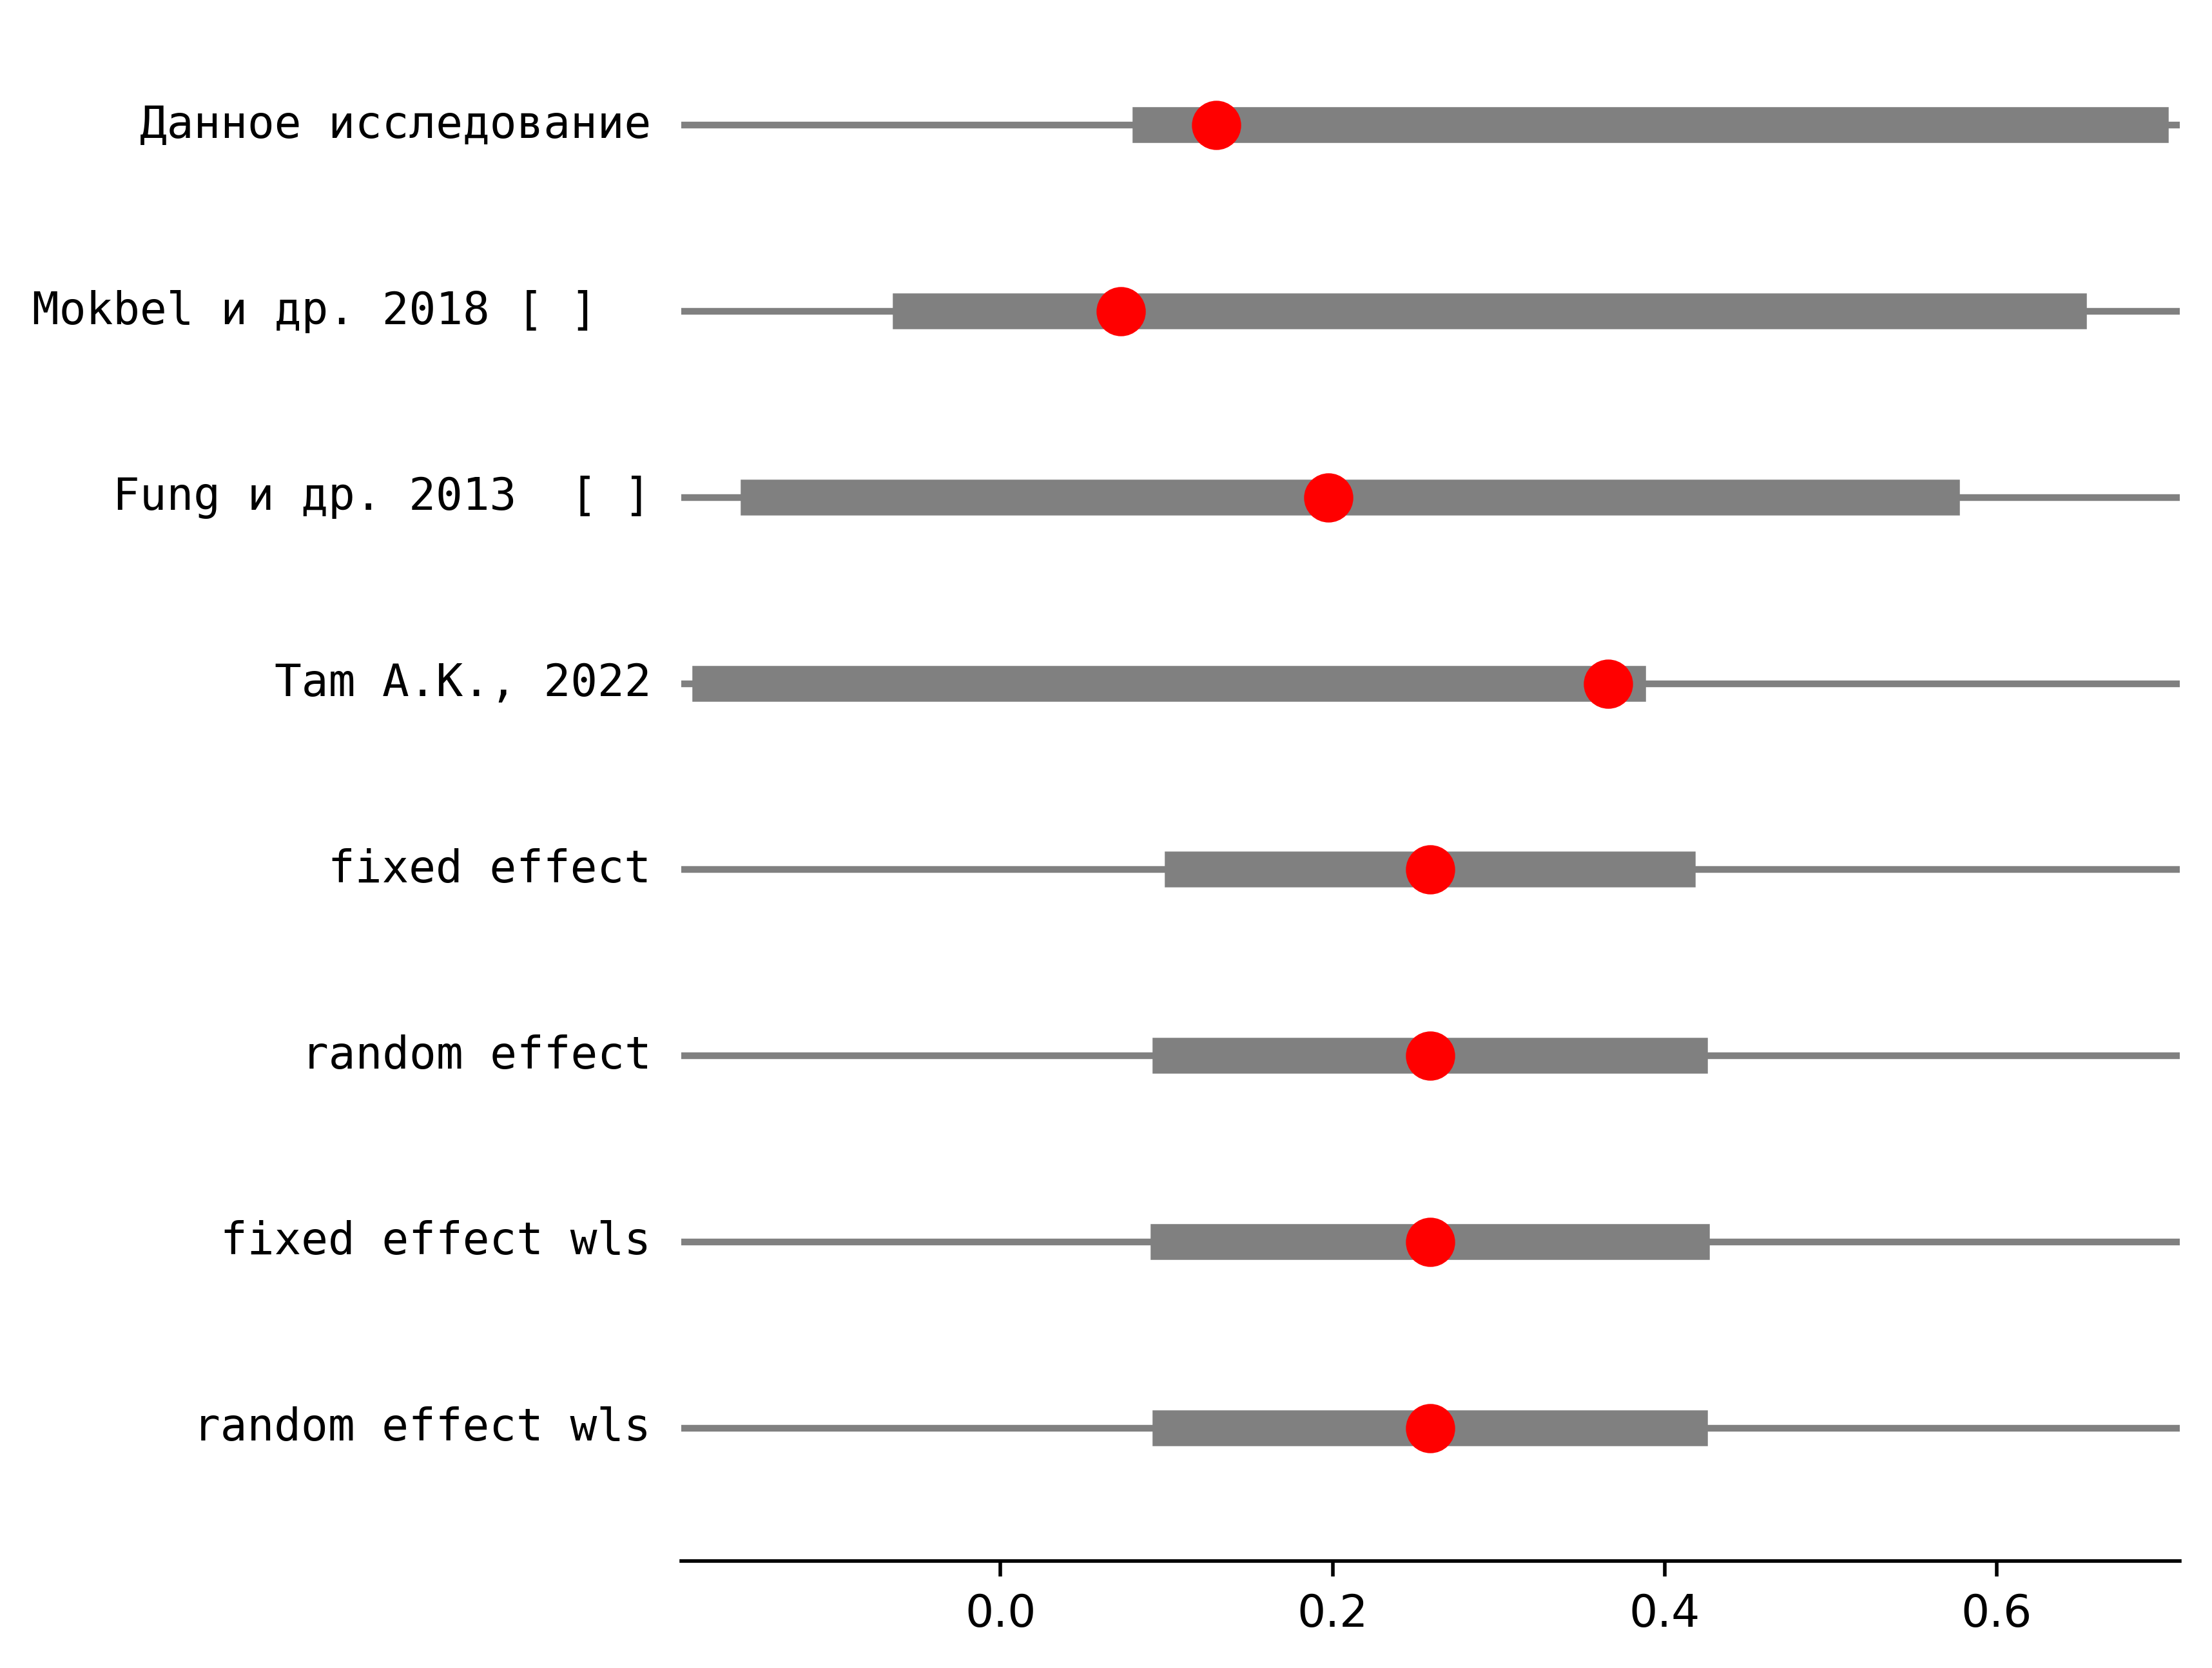 Данное исследование
Mokbel и др. 2018 [ ]
Fung и др. 2013  [ ]
Tam A.K., 2022
fixed effect
random effect
fixed effect wls
random effect wls
0.0 0.2 0.4 0.6